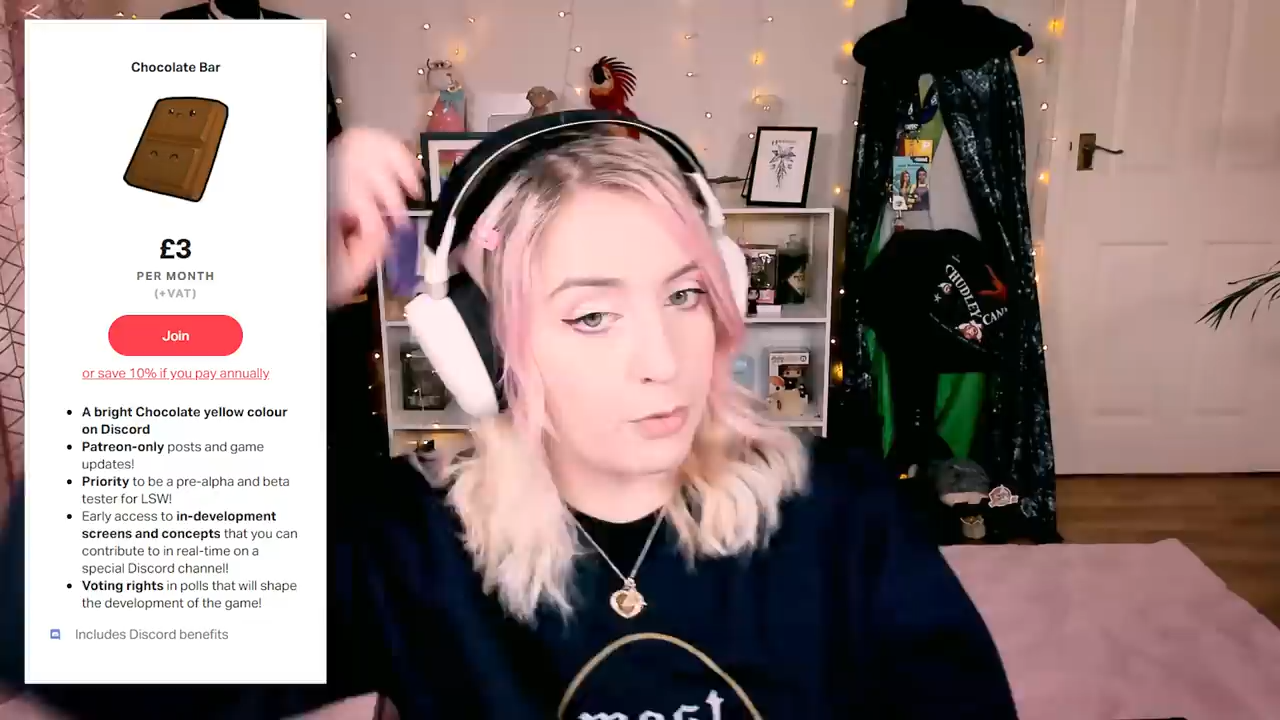 Chocolate Bar
£3
PER MONTH
(+VAT)
Join
or save 10% if you pay annually
A bright Chocolate yellow colour
on Discord
Patreon-only posts and game
updates!
Priority to be a pre-alpha and beta
tester for LSW!
Early access to in-development
screens and concepts that you can
contribute to in real-time on a
special Discord channel!
Voting rights in polls that will shape
the development of the game!
Includes Discord benefits
CHUDLEY
most